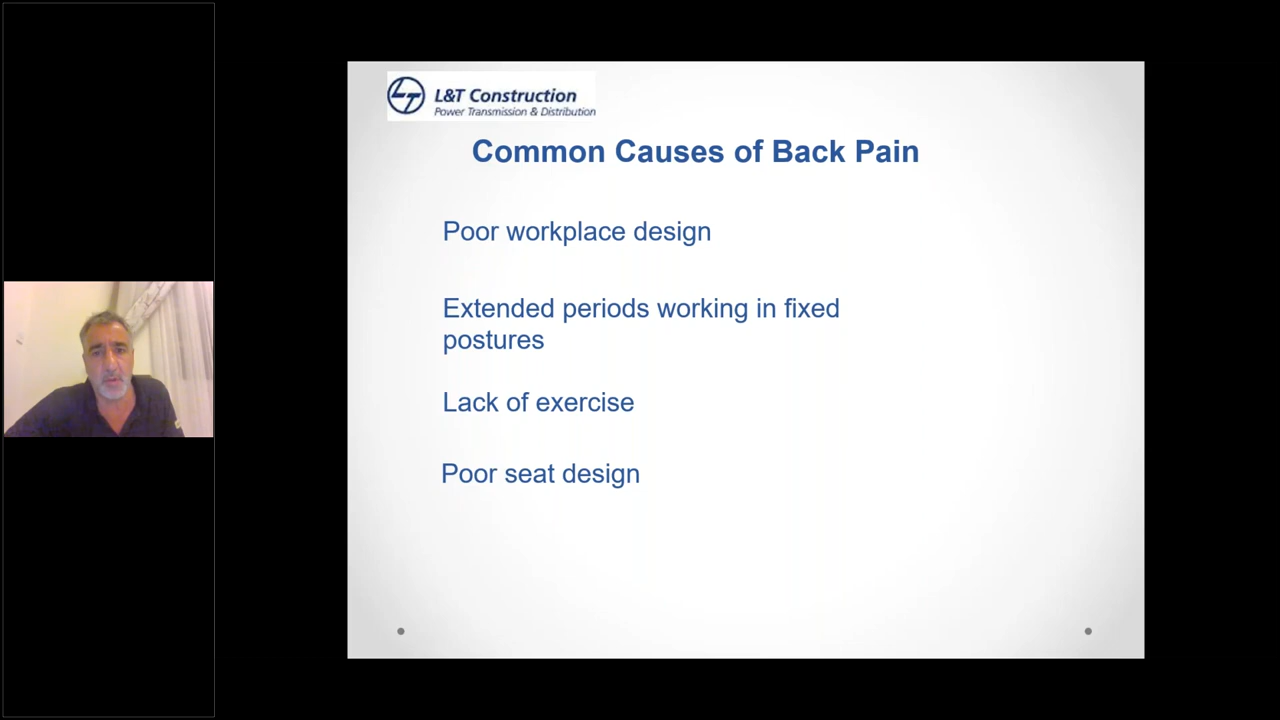 L&T Construction
Power Transmission & Distribution
Common Causes of Back Pain
Poor workplace design
Extended periods working in fixed
postures
Lack of exercise
Poor seat design